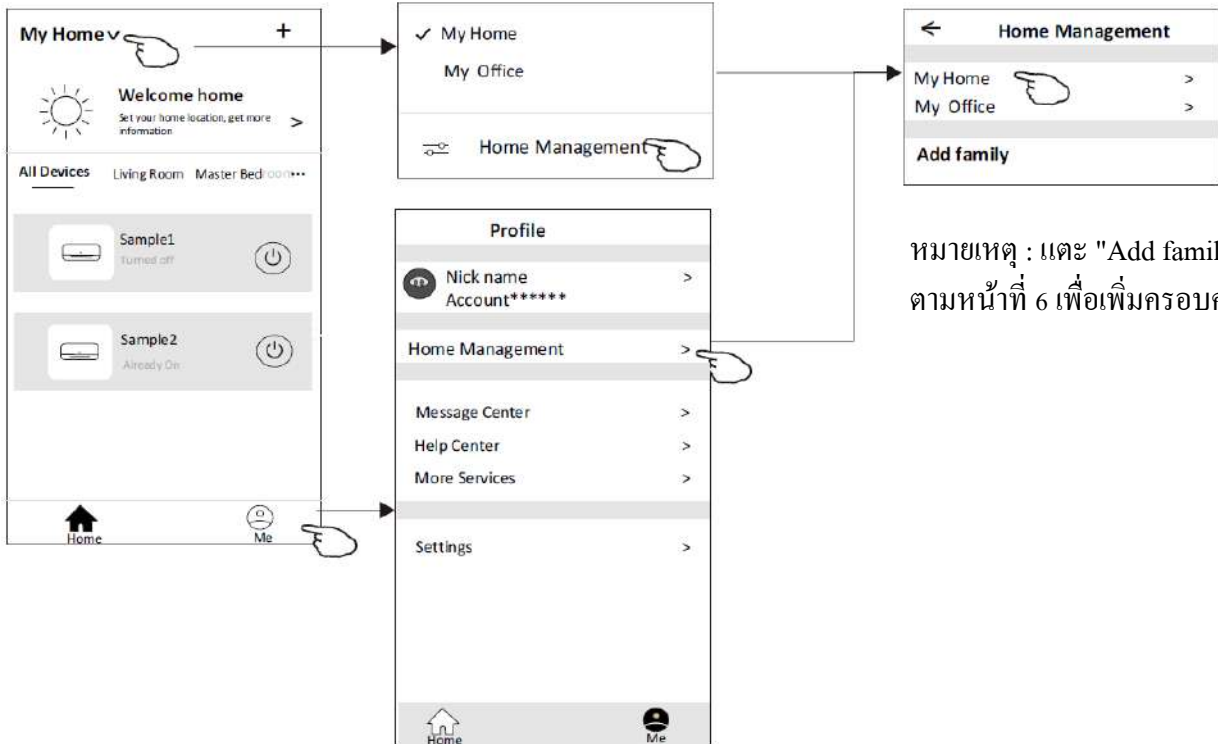 My Home
+
Welcome home
Set your home location, get more
information
>
All Devices Living Room Master Bedroom...
Sample1
Turned off
Sample2
Already On
Home
Me
✓ My Home
My Office
Home Management
Profile
Nick name >
Account******
Home Management >
Message Center >
Help Center >
More Services >
Settings >
Home
Me
← Home Management
My Home >
My Office >
Add family
หมายเหตุ : แตะ "Add famil
ตามหน้าที่ 6 เพื่อเพิ่มครอบค